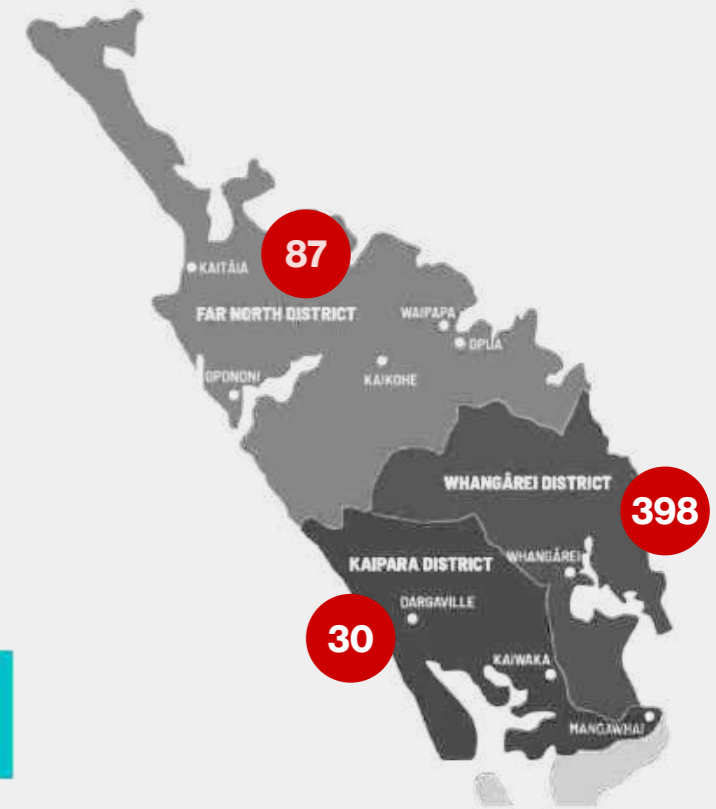 87
KAITĀIA
FAR NORTH DISTRICT
WAIPAPA
OPUA
OPONONI
KAIKOHE
WHANGĀREI DISTRICT
398
WHANGĀREI
KAIPARA DISTRICT
DARGAVILLE
30
KAIWAKA
MANGAWHAI